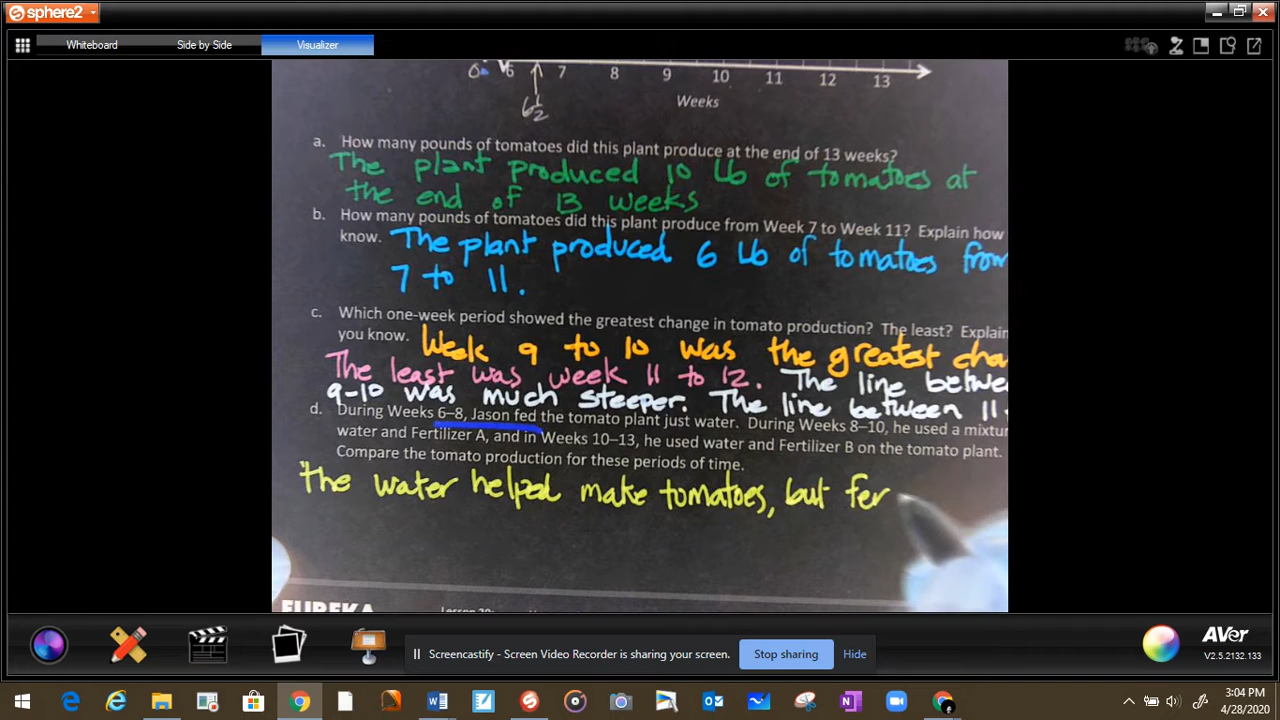 sphere2
Whiteboard Side by Side Visualizer
6 7 8 9 10 11 12 13
6 1/2
Weeks
a. How many pounds of tomatoes did this plant produce at the end of 13 weeks?
The plant produced 10 lb of tomatoes at
the end of 13 weeks
b. How many pounds of tomatoes did this plant produce from Week 7 to Week 11? Explain how
know. The plant produced 6 lb of tomatoes from
7 to 11.
c. Which one-week period showed the greatest change in tomato production? The least? Explain
you know. Week 9 to 10 was the greatest cha
The least was week 11 to 12. The line betwe
9-10 was much steeper. The line between 11
d. During Weeks 6–8, Jason fed the tomato plant just water. During Weeks 8–10, he used a mixtur
water and Fertilizer A, and in Weeks 10–13, he used water and Fertilizer B on the tomato plant.
Compare the tomato production for these periods of time.
The water helped make tomatoes, but fer
EUREKA Lesson 20:
Screencastify - Screen Video Recorder is sharing your screen. Stop sharing Hide
AVer
V2.5.2132.133
3:04 PM
4/28/2020